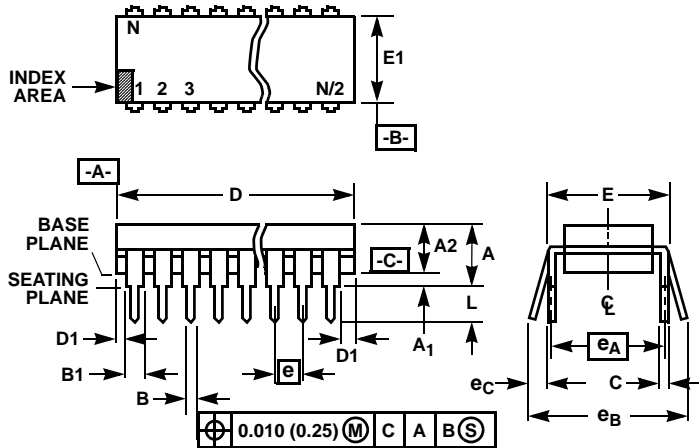 N
E1
INDEX
AREA
1 2 3 N/2
-B-
-A-
D
E
BASE
PLANE
A2
A
-C-
SEATING
PLANE
L
℄
D1
A1
D1
eA
B1
e
eC
C
B
eB
⌖ 0.010 (0.25) Ⓜ C A B Ⓢ